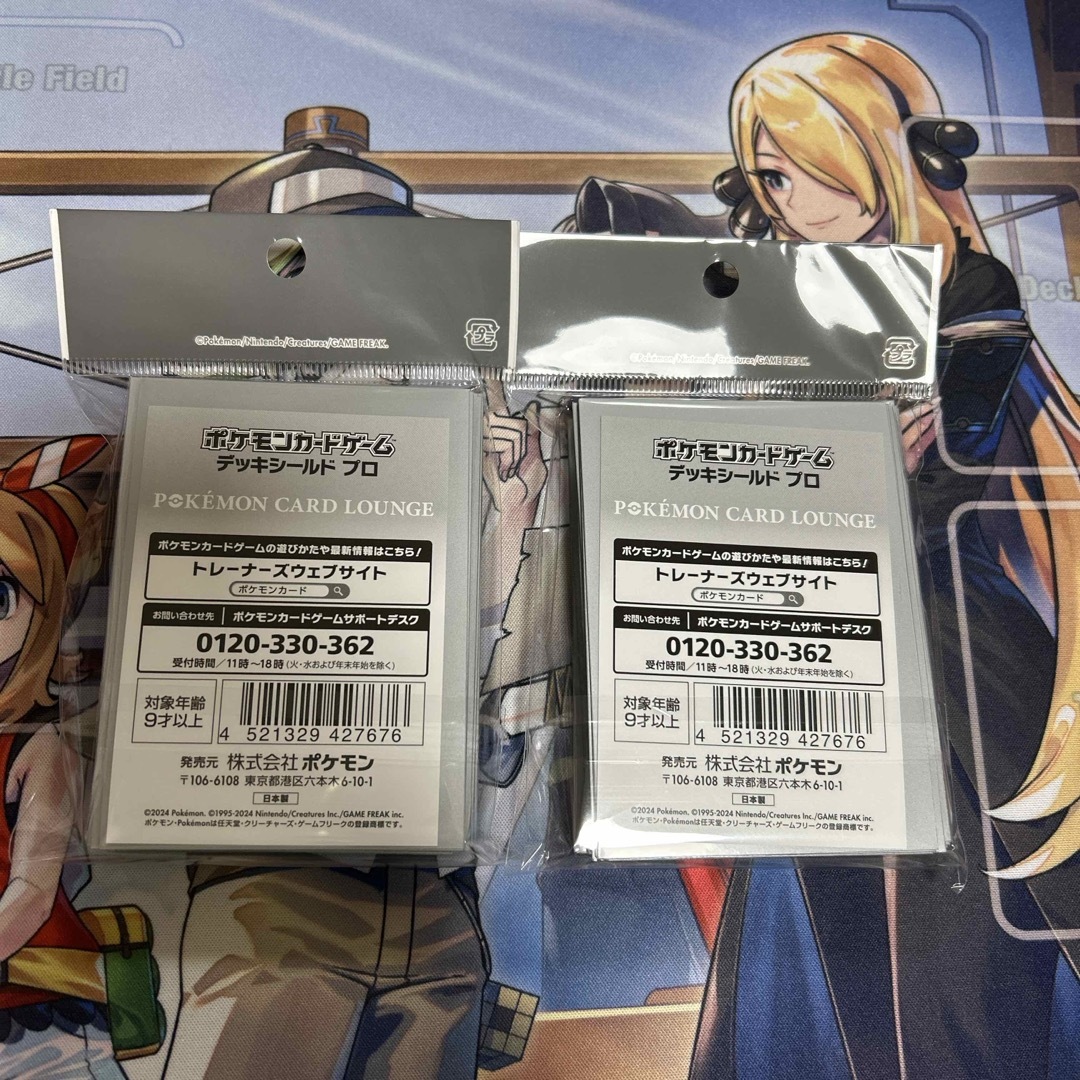 le Field
Deck
©Pokémon/Nintendo/Creatures/GAME FREAK.
プラ
ポケモンカードゲーム
デッキシールド プロ
POKÉMON CARD LOUNGE
ポケモンカードゲームの遊びかたや最新情報はこちら!
トレーナーズウェブサイト
ポケモンカード
お問い合わせ先 ポケモンカードゲームサポートデスク
0120-330-362
受付時間／11時～18時(火・水および年末年始を除く)
対象年齢
9才以上
4 521329 427676
発売元 株式会社ポケモン
〒106-6108 東京都港区六本木6-10-1
日本製
©2024 Pokémon. ©1995-2024 Nintendo/Creatures Inc./GAME FREAK inc.
ポケモン・Pokémonは任天堂・クリーチャーズ・ゲームフリークの登録商標です。
©Pokémon/Nintendo/Creatures/GAME FREAK.
プラ
ポケモンカードゲーム
デッキシールド プロ
POKÉMON CARD LOUNGE
ポケモンカードゲームの遊びかたや最新情報はこちら!
トレーナーズウェブサイト
ポケモンカード
お問い合わせ先 ポケモンカードゲームサポートデスク
0120-330-362
受付時間／11時～18時(火・水および年末年始を除く)
対象年齢
9才以上
4 521329 427676
発売元 株式会社ポケモン
〒106-6108 東京都港区六本木6-10-1
日本製
©2024 Pokémon. ©1995-2024 Nintendo/Creatures Inc./GAME FREAK inc.
ポケモン・Pokémonは任天堂・クリーチャーズ・ゲームフリークの登録商標です。